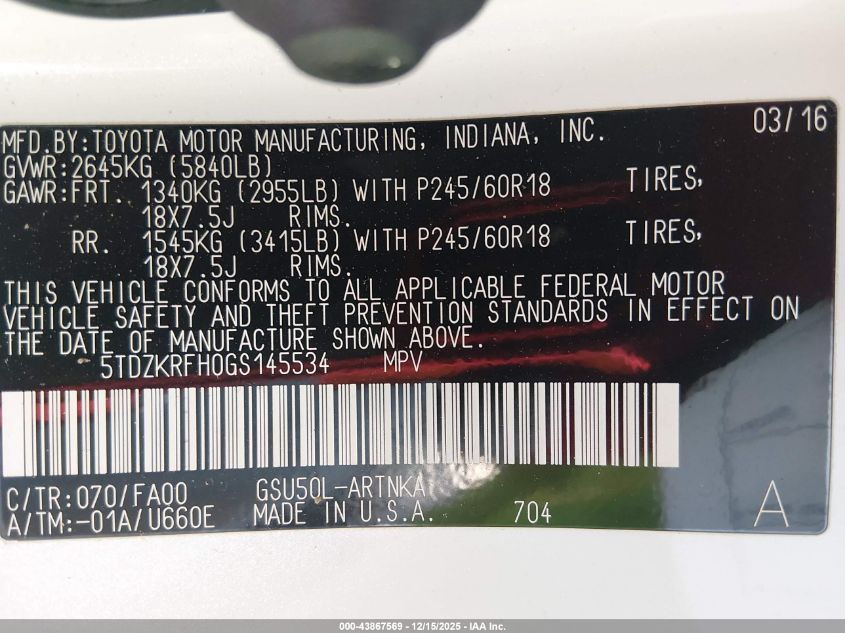 03/16
MFD.BY:TOYOTA MOTOR MANUFACTURING, INDIANA, INC.
GVWR:2645KG (5840LB)
GAWR:FRT. 1340KG (2955LB) WITH P245/60R18 TIRES,
18X7.5J RIMS.
RR. 1545KG (3415LB) WITH P245/60R18 TIRES,
18X7.5J RIMS.
THIS VEHICLE CONFORMS TO ALL APPLICABLE FEDERAL MOTOR
VEHICLE SAFETY AND THEFT PREVENTION STANDARDS IN EFFECT ON
THE DATE OF MANUFACTURE SHOWN ABOVE.
5TDZKRFH0GS145534 MPV
C/TR:070/FA00 GSU50L-ARTNKA
A/TM:-01A/U660E MADE IN U.S.A. 704 A
000-43867569 - 12/15/2025 - IAA Inc.